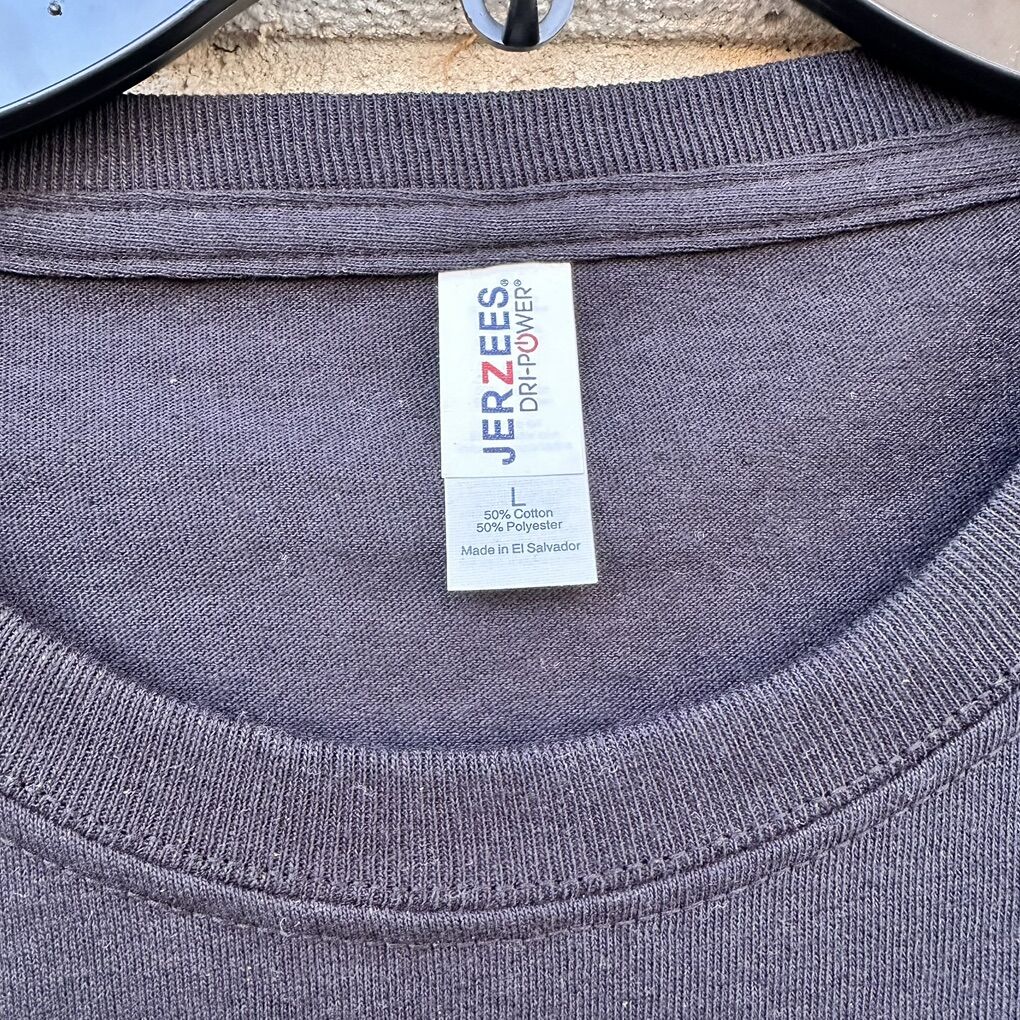 JERZEES®
DRI-POWER®
L
50% Cotton
50% Polyester
Made in El Salvador